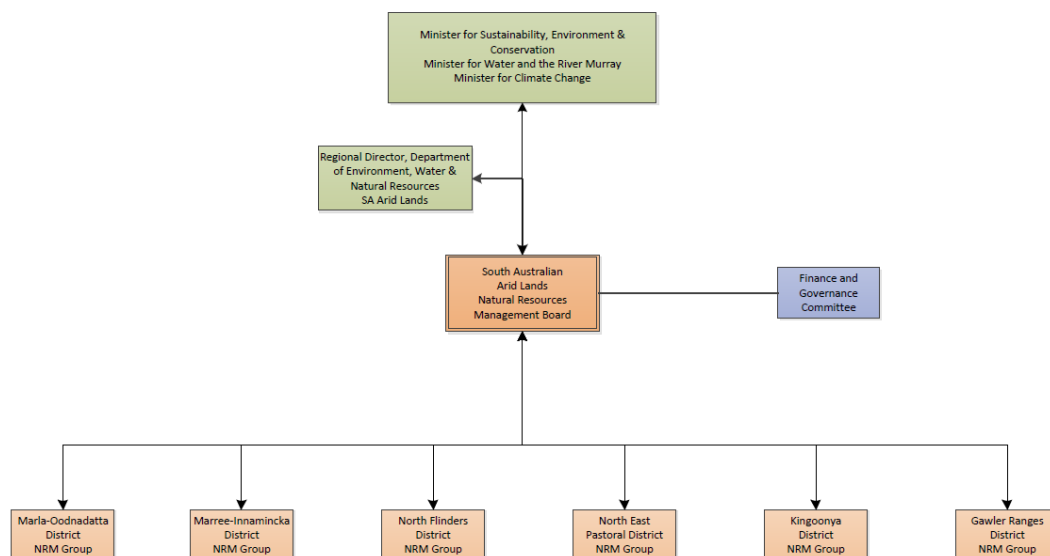 Minister for Sustainability, Environment &
Conservation
Minister for Water and the River Murray
Minister for Climate Change
Regional Director, Department
of Environment, Water &
Natural Resources
SA Arid Lands
South Australian
Arid Lands
Natural Resources
Management Board
Finance and
Governance
Committee
Marla-Oodnadatta
District
NRM Group
Marree-Innamincka
District
NRM Group
North Flinders
District
NRM Group
North East
Pastoral District
NRM Group
Kingoonya
District
NRM Group
Gawler Ranges
District
NRM Group